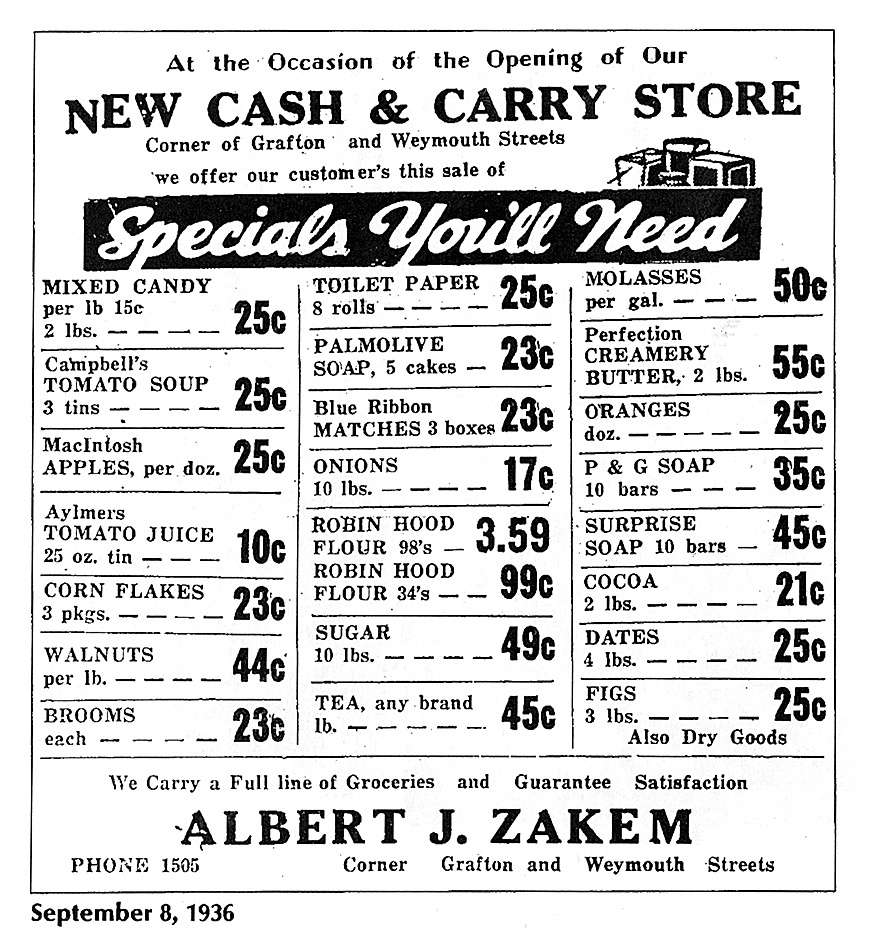 At the Occasion of the Opening of Our
NEW CASH & CARRY STORE
Corner of Grafton and Weymouth Streets
we offer our customer's this sale of
Specials You'll Need
MIXED CANDY
per lb 15c
2 lbs. — — — — 25c
Campbell's
TOMATO SOUP
3 tins — — — — 25c
MacIntosh
APPLES, per doz. 25c
Aylmers
TOMATO JUICE
25 oz. tin — — — 10c
CORN FLAKES
3 pkgs. — — — — 23c
WALNUTS
per lb. — — — — 44c
BROOMS
each — — — — 23c
TOILET PAPER
8 rolls — — — — 25c
PALMOLIVE
SOAP, 5 cakes — 23c
Blue Ribbon
MATCHES 3 boxes 23c
ONIONS
10 lbs. — — — — 17c
ROBIN HOOD
FLOUR 98's — 3.59
ROBIN HOOD
FLOUR 34's — — 99c
SUGAR
10 lbs. — — — — 49c
TEA, any brand
lb. — — — — — 45c
MOLASSES
per gal. — — — 50c
Perfection
CREAMERY
BUTTER, 2 lbs. 55c
ORANGES
doz. — — — — — 25c
P & G SOAP
10 bars — — — 35c
SURPRISE
SOAP 10 bars — 45c
COCOA
2 lbs. — — — — 21c
DATES
4 lbs. — — — — 25c
FIGS
3 lbs. — — — — 25c
Also Dry Goods
We Carry a Full line of Groceries and Guarantee Satisfaction
ALBERT J. ZAKEM
PHONE 1505 Corner Grafton and Weymouth Streets
September 8, 1936